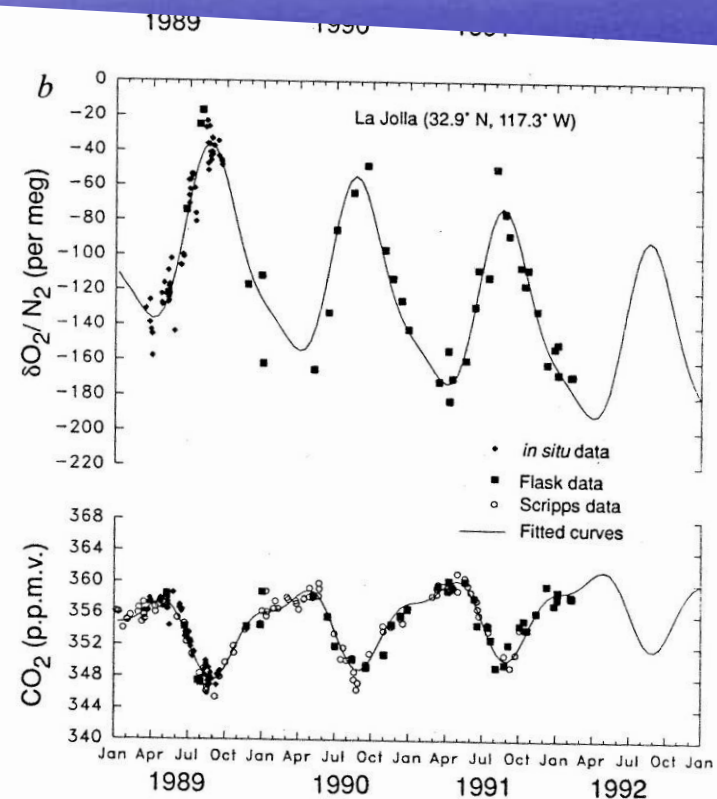 1989 1990 1991
b
La Jolla (32.9° N, 117.3° W)
δO₂/ N₂ (per meg)
0
−20
−40
−60
−80
−100
−120
−140
−160
−180
−200
−220
in situ data
Flask data
Scripps data
Fitted curves
CO₂ (p.p.m.v.)
368
364
360
356
352
348
344
340
Jan Apr Jul Oct Jan Apr Jul Oct Jan Apr Jul Oct Jan Apr Jul Oct Jan
1989 1990 1991 1992